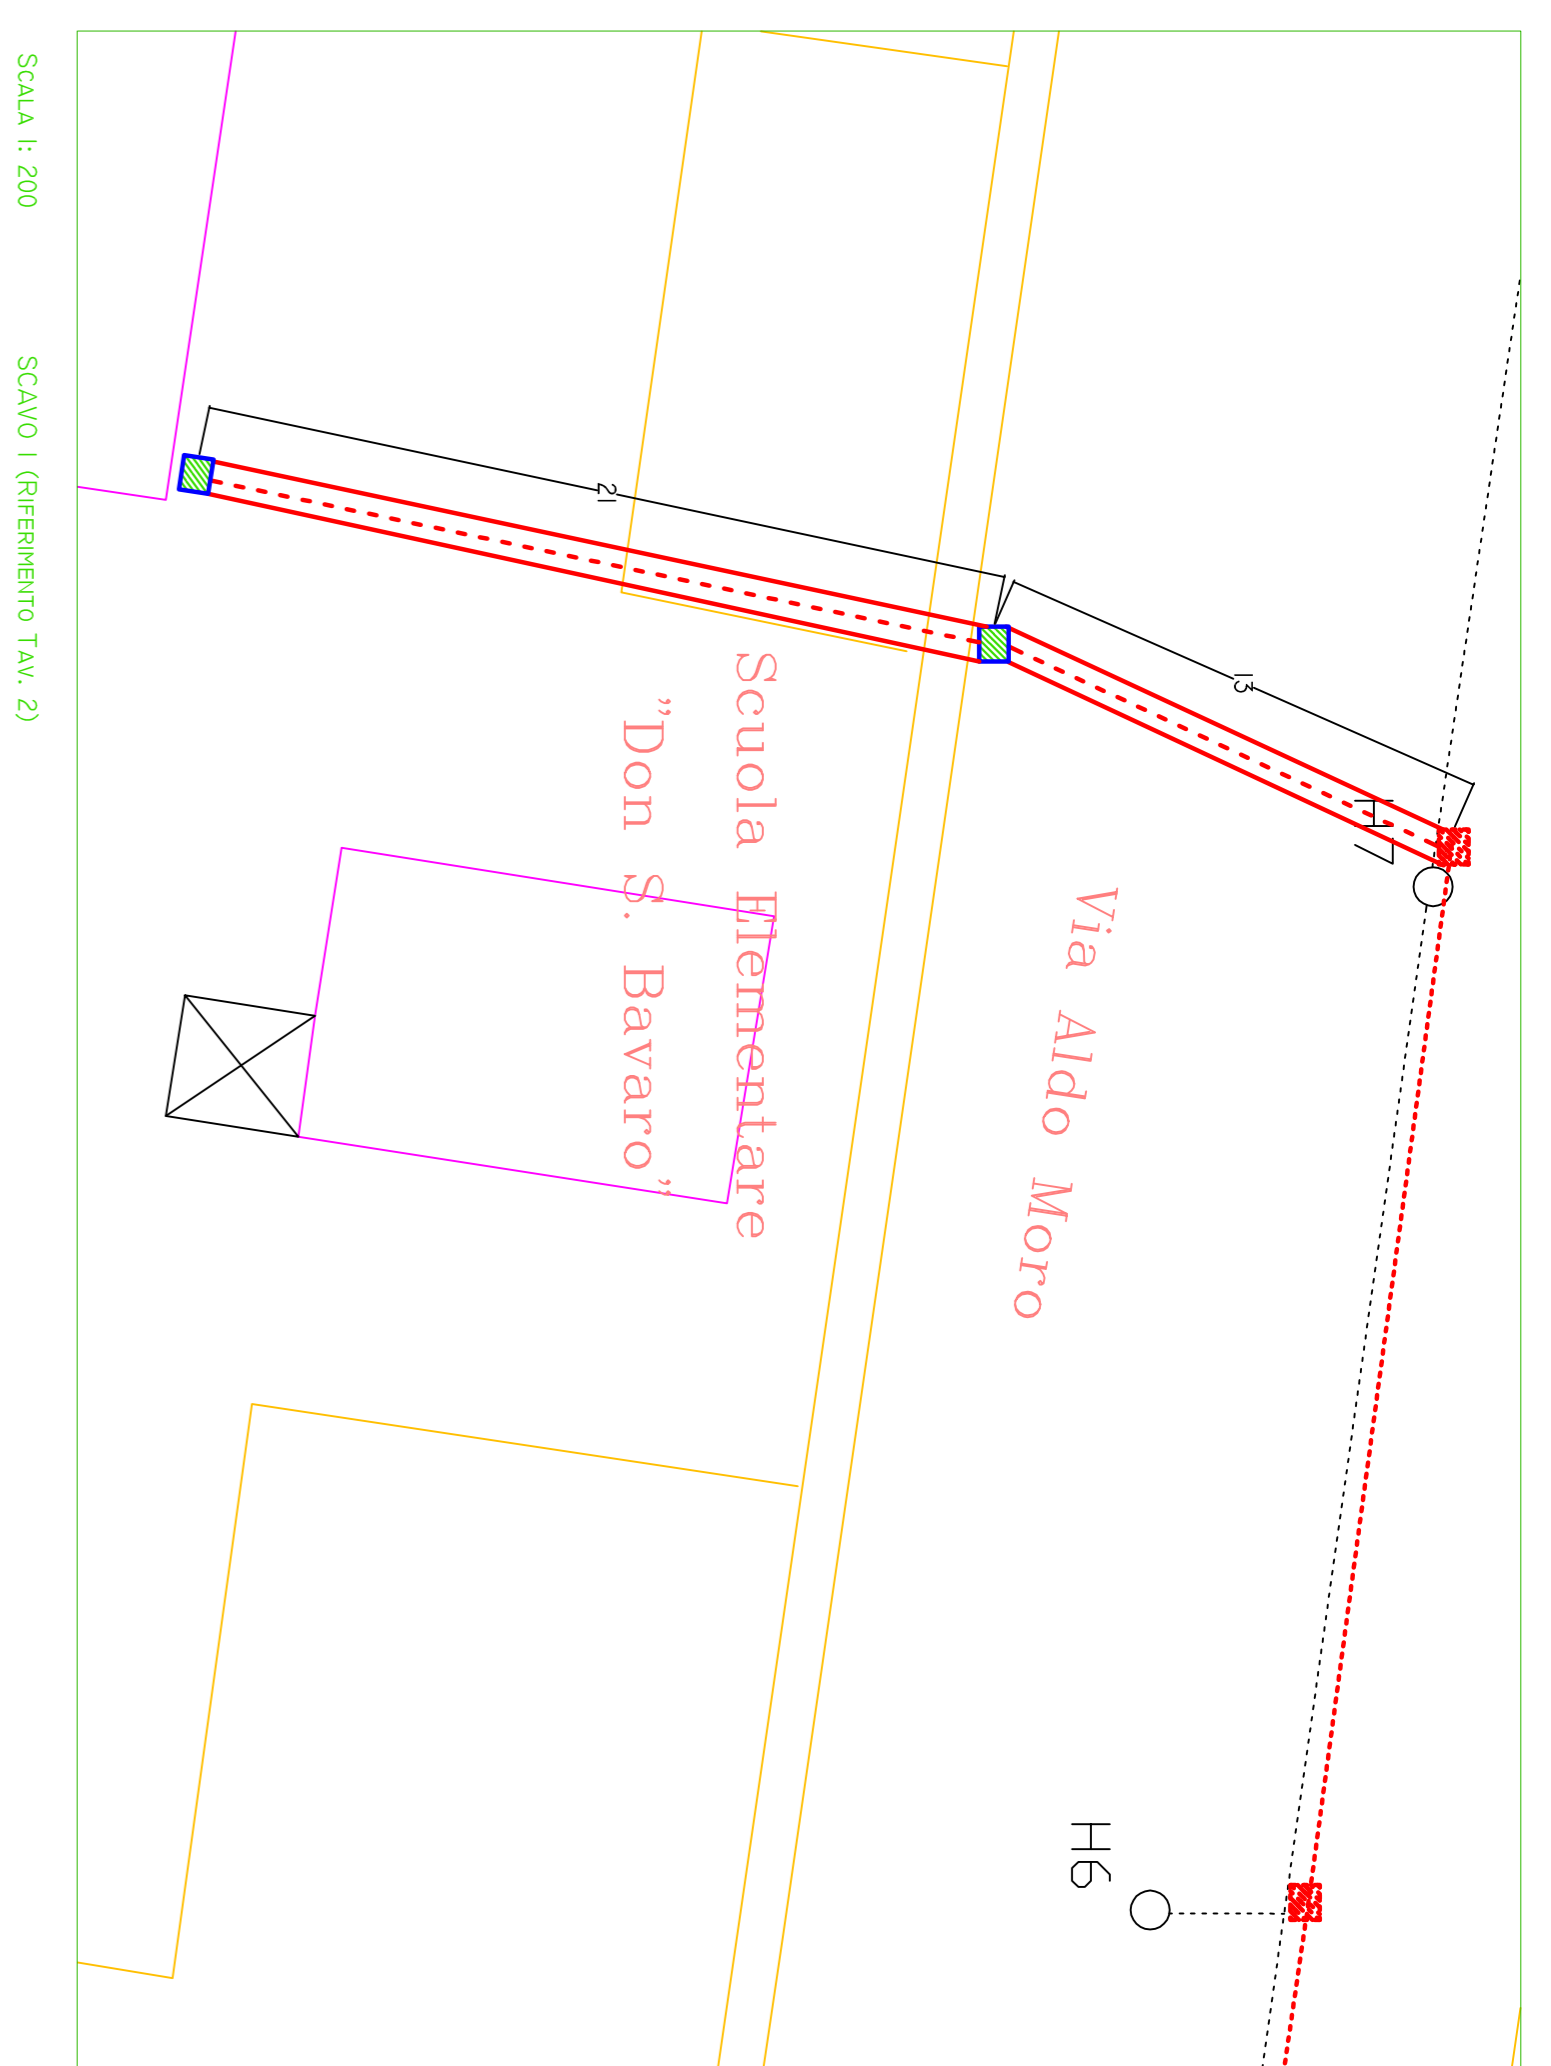 SCALA 1: 200
SCAVO 1 (RIFERIMENTO TAV. 2)
21
13
H7
Scuola Elementare
"Don S. Bavaro"
Via Aldo Moro
H6